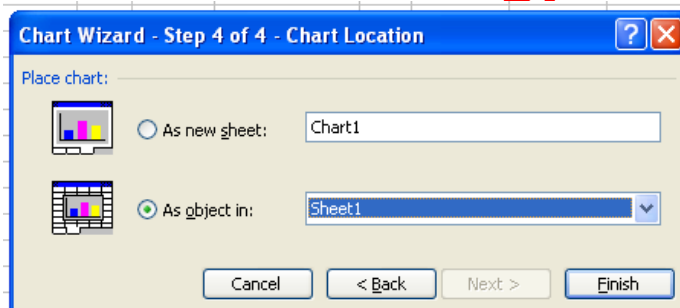 Chart Wizard - Step 4 of 4 - Chart Location
Place chart:
As new sheet: Chart1
As object in: Sheet1
Cancel < Back Next > Finish